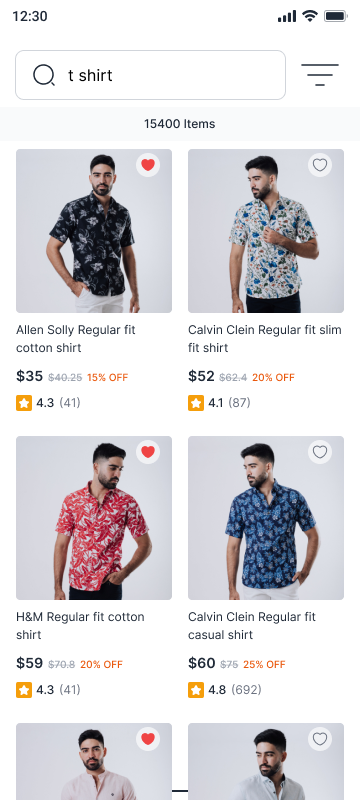 12:30
t shirt
15400 Items
Allen Solly Regular fit
cotton shirt
$35 $40.25 15% OFF
4.3 (41)
Calvin Clein Regular fit slim
fit shirt
$52 $62.4 20% OFF
4.1 (87)
H&M Regular fit cotton
shirt
$59 $70.8 20% OFF
4.3 (41)
Calvin Clein Regular fit
casual shirt
$60 $75 25% OFF
4.8 (692)